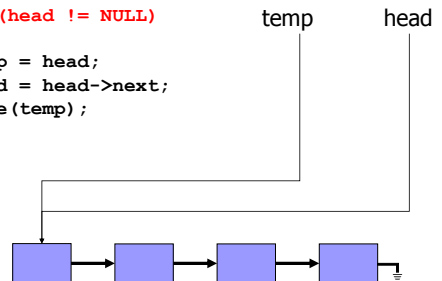 (head != NULL)
temp
head
p = head;
d = head->next;
e(temp);